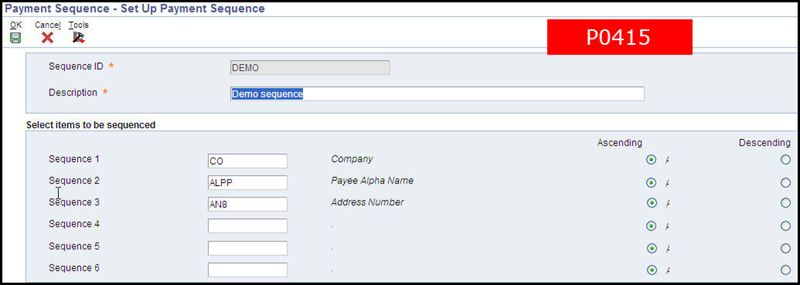 Payment Sequence - Set Up Payment Sequence
OK Cancel Tools
P0415
Sequence ID * DEMO
Description * Demo sequence
Select items to be sequenced
Ascending Descending
Sequence 1 CO Company
Sequence 2 ALPP Payee Alpha Name
Sequence 3 AN8 Address Number
Sequence 4 .
Sequence 5 .
Sequence 6 .